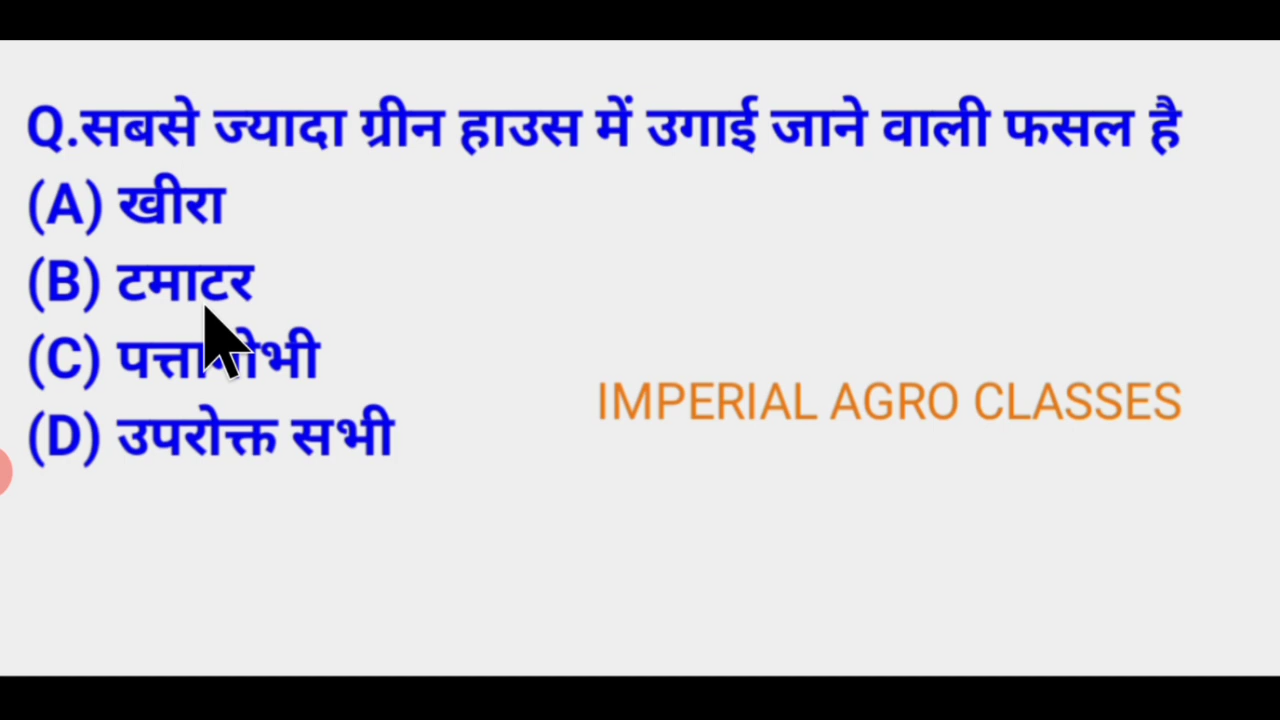 Q.सबसे ज्यादा ग्रीन हाउस में उगाई जाने वाली फसल है
(A) खीरा
(B) टमाटर
(C) पत्तागोभी
(D) उपरोक्त सभी
IMPERIAL AGRO CLASSES